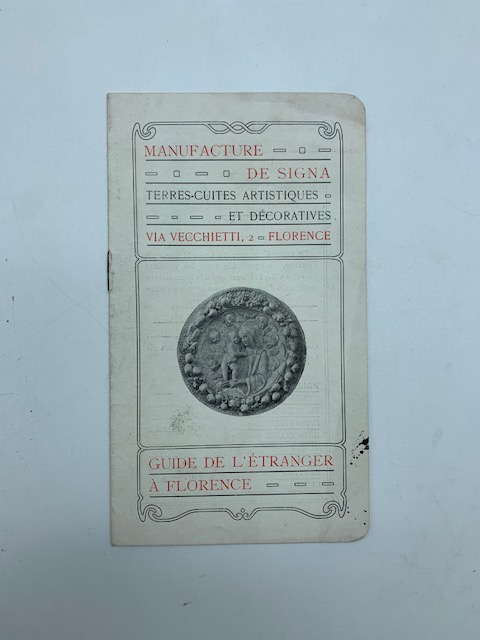 MANUFACTURE
DE SIGNA
TERRES-CUITES ARTISTIQUES
ET DÉCORATIVES
VIA VECCHIETTI, 2 FLORENCE
GUIDE DE L'ÉTRANGER
À FLORENCE